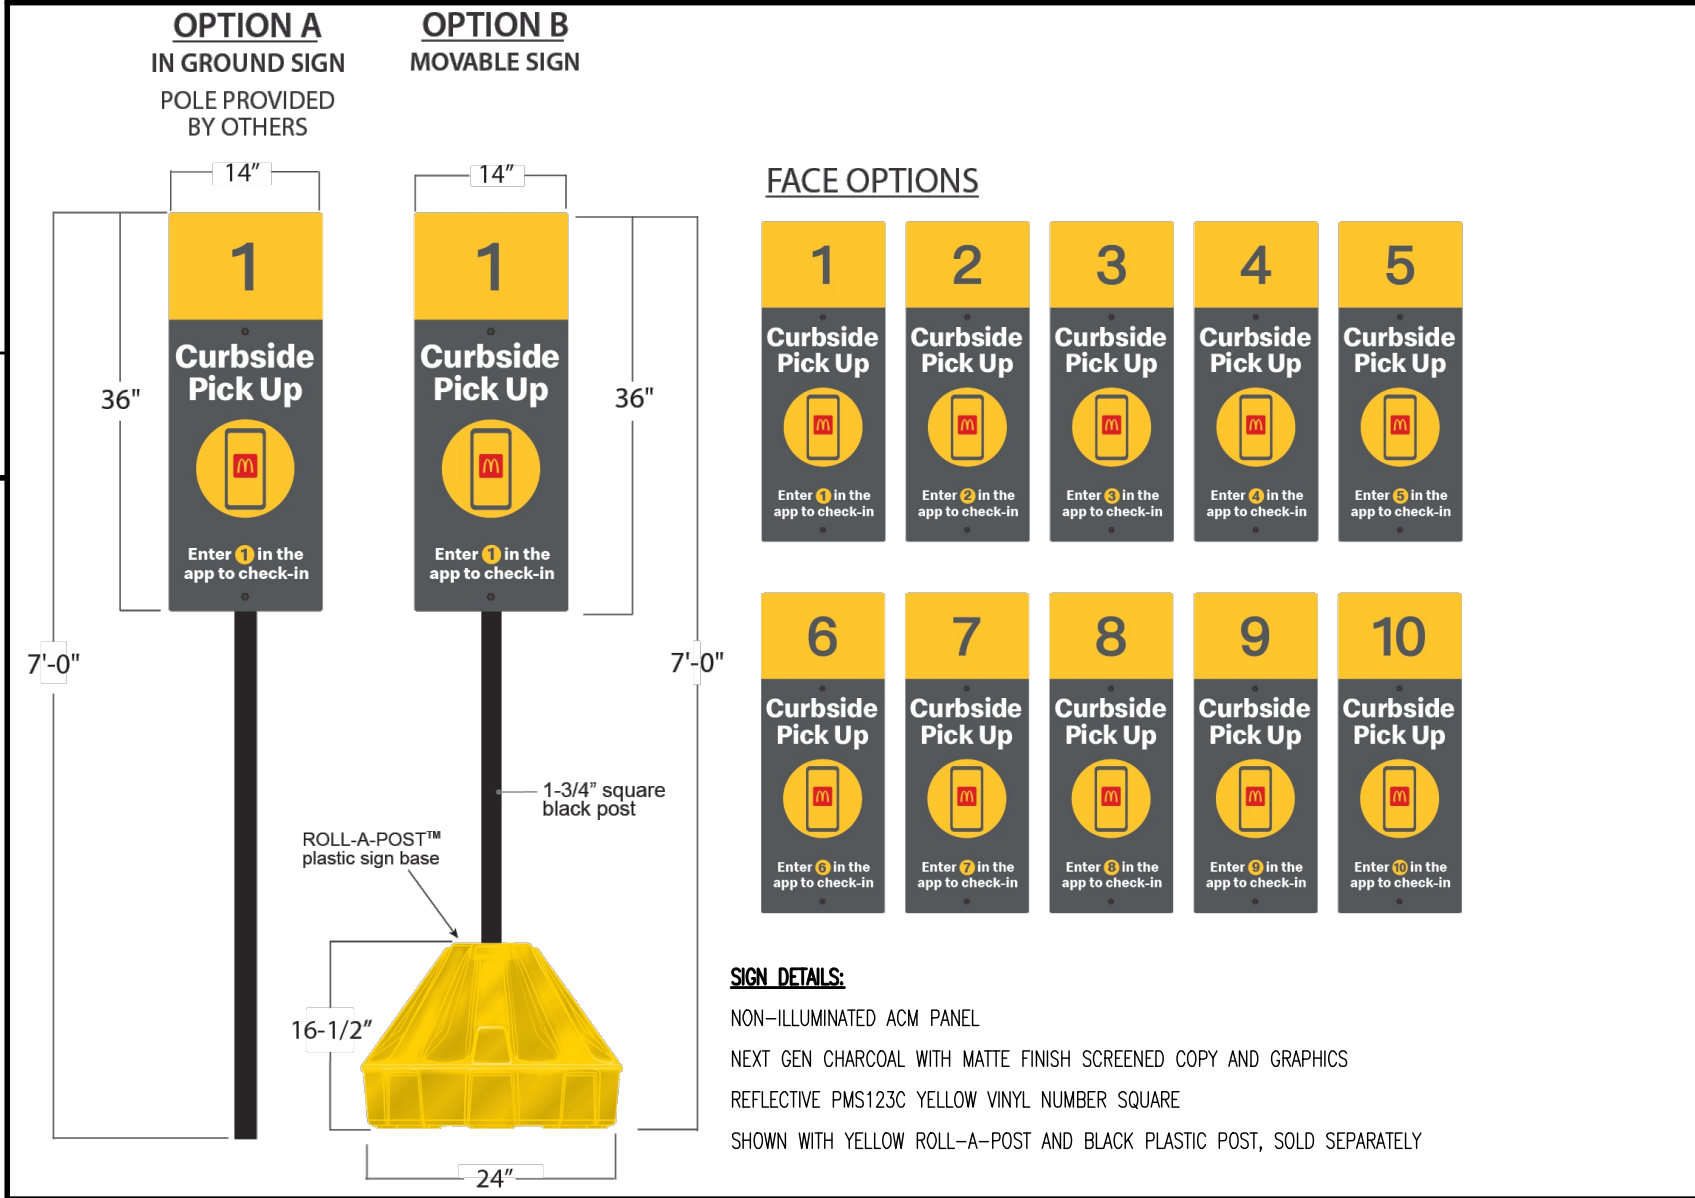 OPTION A
IN GROUND SIGN
POLE PROVIDED
BY OTHERS
14”
36"
7'-0"
1
Curbside
Pick Up
Enter 1 in the
app to check-in
OPTION B
MOVABLE SIGN
14”
36"
7'-0"
1
Curbside
Pick Up
Enter 1 in the
app to check-in
1-3/4” square
black post
ROLL-A-POST™
plastic sign base
16-1/2”
24”
FACE OPTIONS
1
Curbside
Pick Up
Enter 1 in the
app to check-in
2
Curbside
Pick Up
Enter 2 in the
app to check-in
3
Curbside
Pick Up
Enter 3 in the
app to check-in
4
Curbside
Pick Up
Enter 4 in the
app to check-in
5
Curbside
Pick Up
Enter 5 in the
app to check-in
6
Curbside
Pick Up
Enter 6 in the
app to check-in
7
Curbside
Pick Up
Enter 7 in the
app to check-in
8
Curbside
Pick Up
Enter 8 in the
app to check-in
9
Curbside
Pick Up
Enter 9 in the
app to check-in
10
Curbside
Pick Up
Enter 10 in the
app to check-in
SIGN DETAILS:
NON-ILLUMINATED ACM PANEL
NEXT GEN CHARCOAL WITH MATTE FINISH SCREENED COPY AND GRAPHICS
REFLECTIVE PMS123C YELLOW VINYL NUMBER SQUARE
SHOWN WITH YELLOW ROLL-A-POST AND BLACK PLASTIC POST, SOLD SEPARATELY